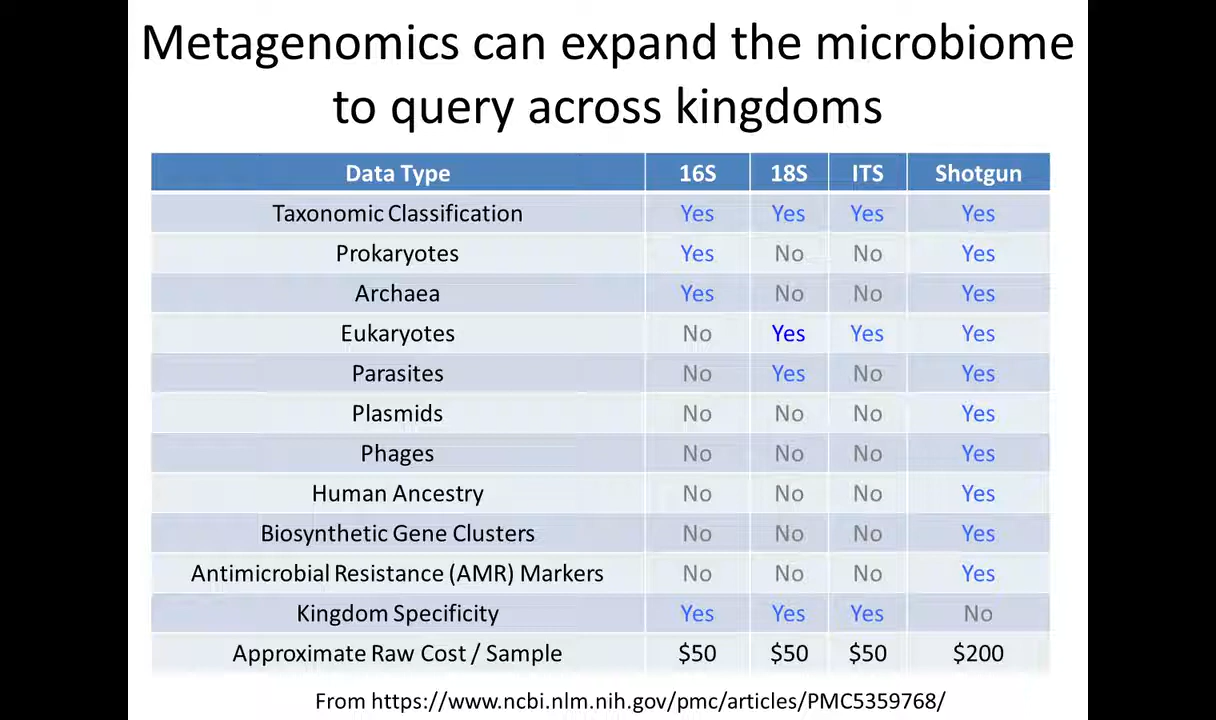 Metagenomics can expand the microbiome
to query across kingdoms
Data Type 16S 18S ITS Shotgun
Taxonomic Classification Yes Yes Yes Yes
Prokaryotes Yes No No Yes
Archaea Yes No No Yes
Eukaryotes No Yes Yes Yes
Parasites No Yes No Yes
Plasmids No No No Yes
Phages No No No Yes
Human Ancestry No No No Yes
Biosynthetic Gene Clusters No No No Yes
Antimicrobial Resistance (AMR) Markers No No No Yes
Kingdom Specificity Yes Yes Yes No
Approximate Raw Cost / Sample $50 $50 $50 $200
From https://www.ncbi.nlm.nih.gov/pmc/articles/PMC5359768/